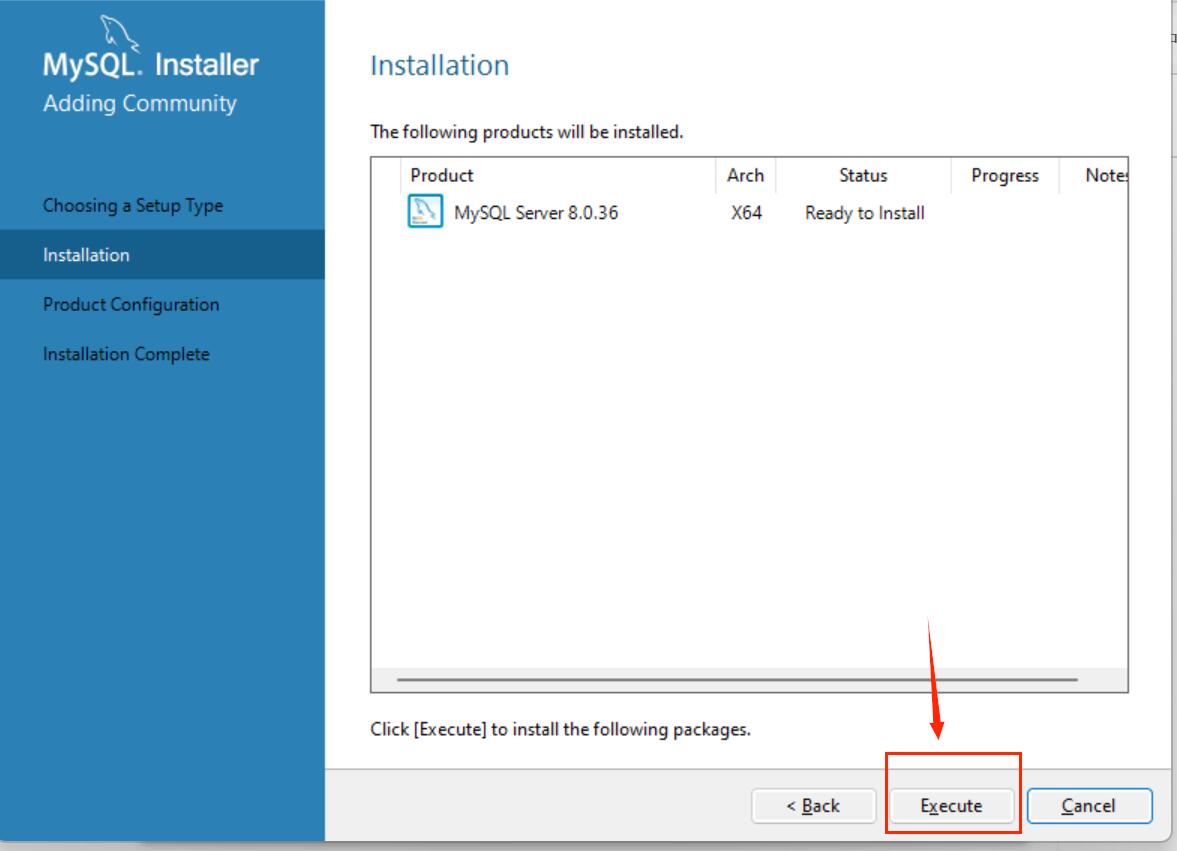 MySQL. Installer
Adding Community
Choosing a Setup Type
Installation
Product Configuration
Installation Complete
Installation
The following products will be installed.
Product Arch Status Progress Notes
MySQL Server 8.0.36 X64 Ready to Install
Click [Execute] to install the following packages.
< Back Execute Cancel